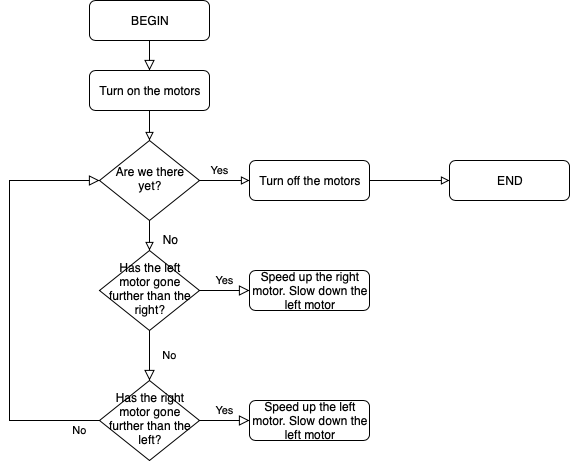 BEGIN
Turn on the motors
Are we there
yet?
Yes
Turn off the motors
END
No
Has the left
motor gone
further than the
right?
Yes
Speed up the right
motor. Slow down the
left motor
No
Has the right
motor gone
further than the
left?
Yes
Speed up the left
motor. Slow down the
left motor
No